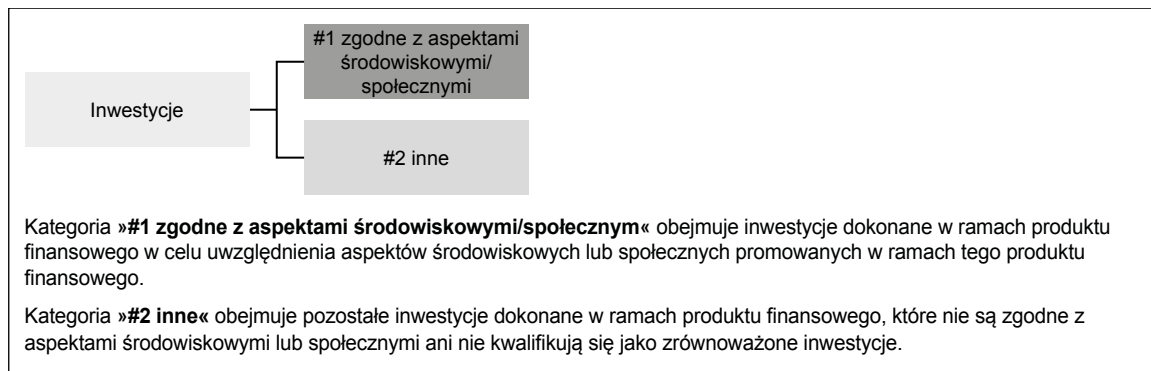 #1 zgodne z aspektami
środowiskowymi/
społecznymi
Inwestycje
#2 inne
Kategoria »#1 zgodne z aspektami środowiskowymi/społecznym« obejmuje inwestycje dokonane w ramach produktu
finansowego w celu uwzględnienia aspektów środowiskowych lub społecznych promowanych w ramach tego produktu
finansowego.
Kategoria »#2 inne« obejmuje pozostałe inwestycje dokonane w ramach produktu finansowego, które nie są zgodne z
aspektami środowiskowymi lub społecznymi ani nie kwalifikują się jako zrównoważone inwestycje.